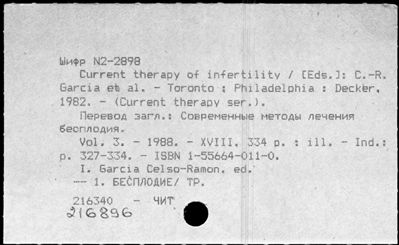 Шифр N2-2898
Current therapy of infertility / [Eds.]: C.-R.
Garcia et al. - Toronto ; Philadelphia : Decker,
1982. - (Current therapy ser.).
Перевод загл.: Современные методы лечения
бесплодия.
Vol. 3. - 1988. - XVIII, 334 p. : ill. - Ind.:
p. 327-334. - ISBN 1-55664-011-0.
I. Garcia Celso-Ramon, ed.
--- 1. БЕСПЛОДИЕ/ ТР.
216340 - ЧИТ
216896